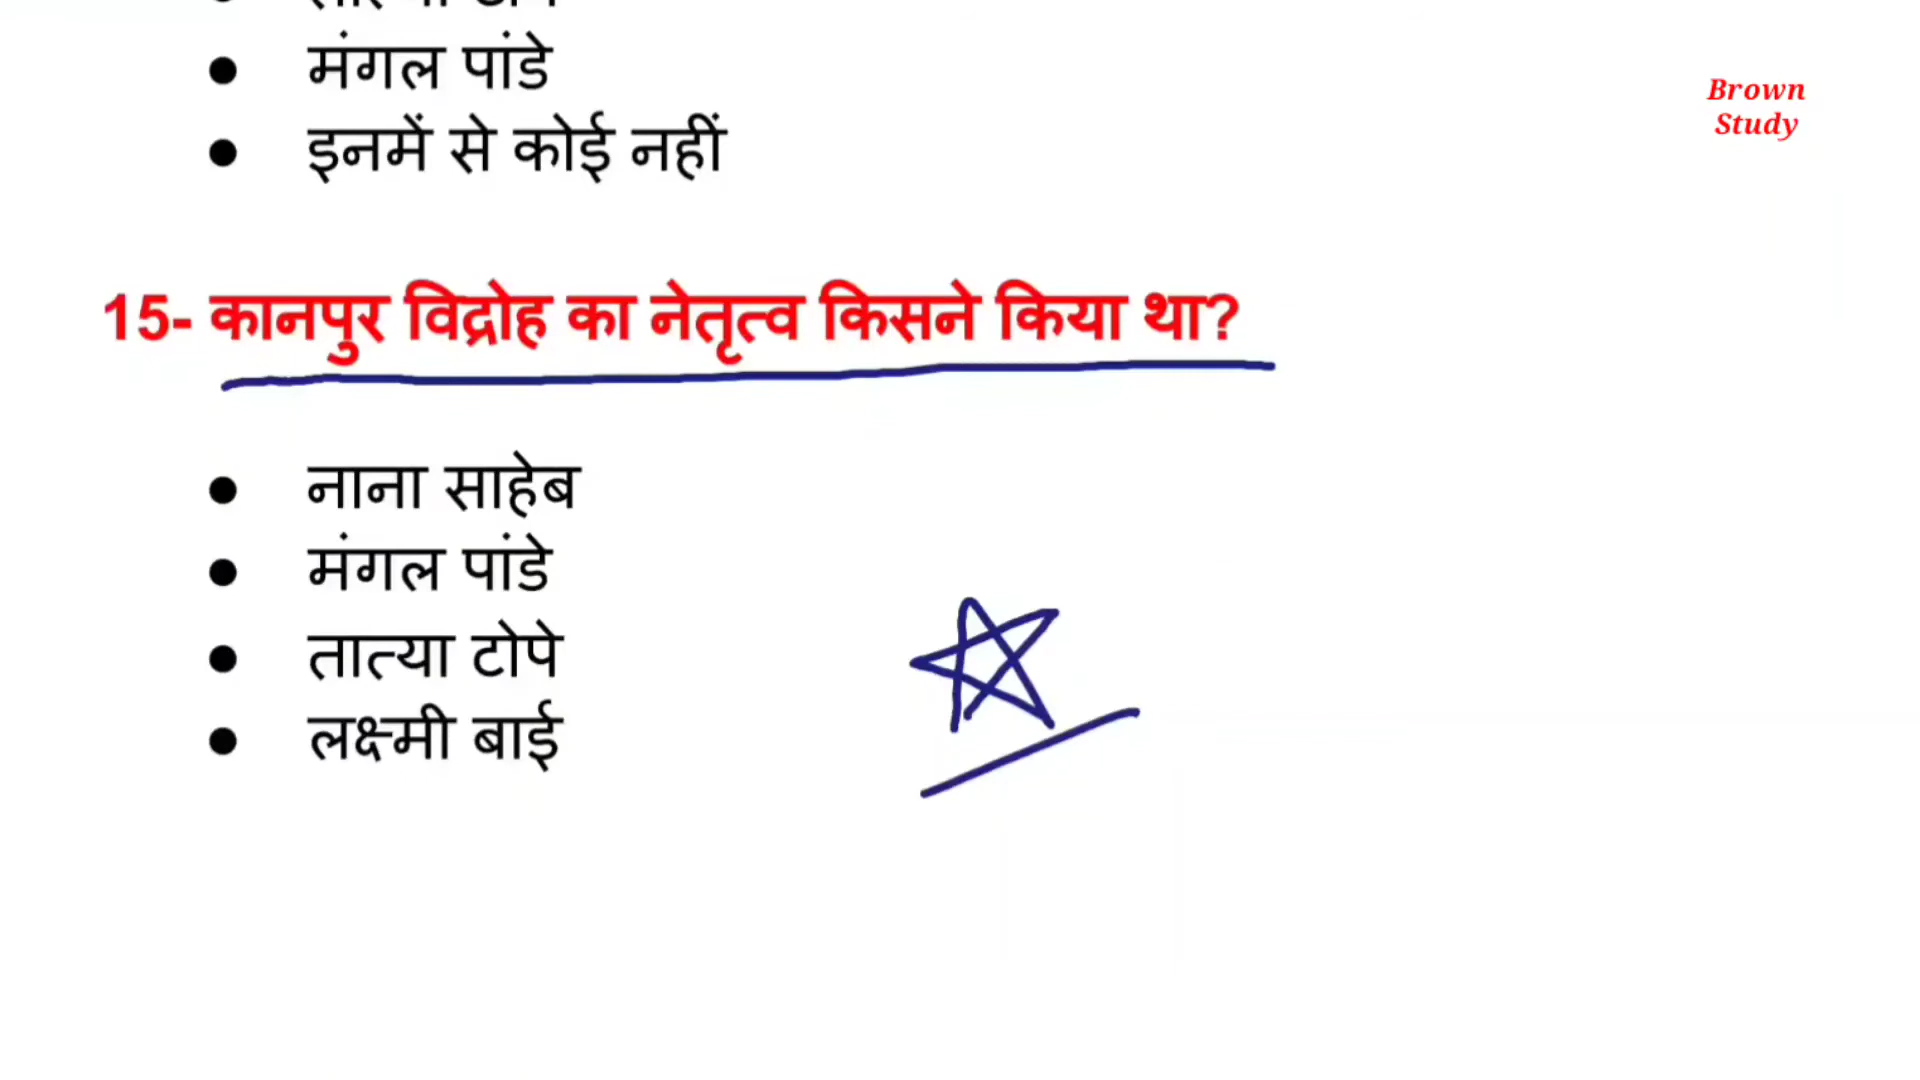 मंगल पांडे
इनमें से कोई नहीं
Brown
Study
15- कानपुर विद्रोह का नेतृत्व किसने किया था?
नाना साहेब
मंगल पांडे
तात्या टोपे
लक्ष्मी बाई